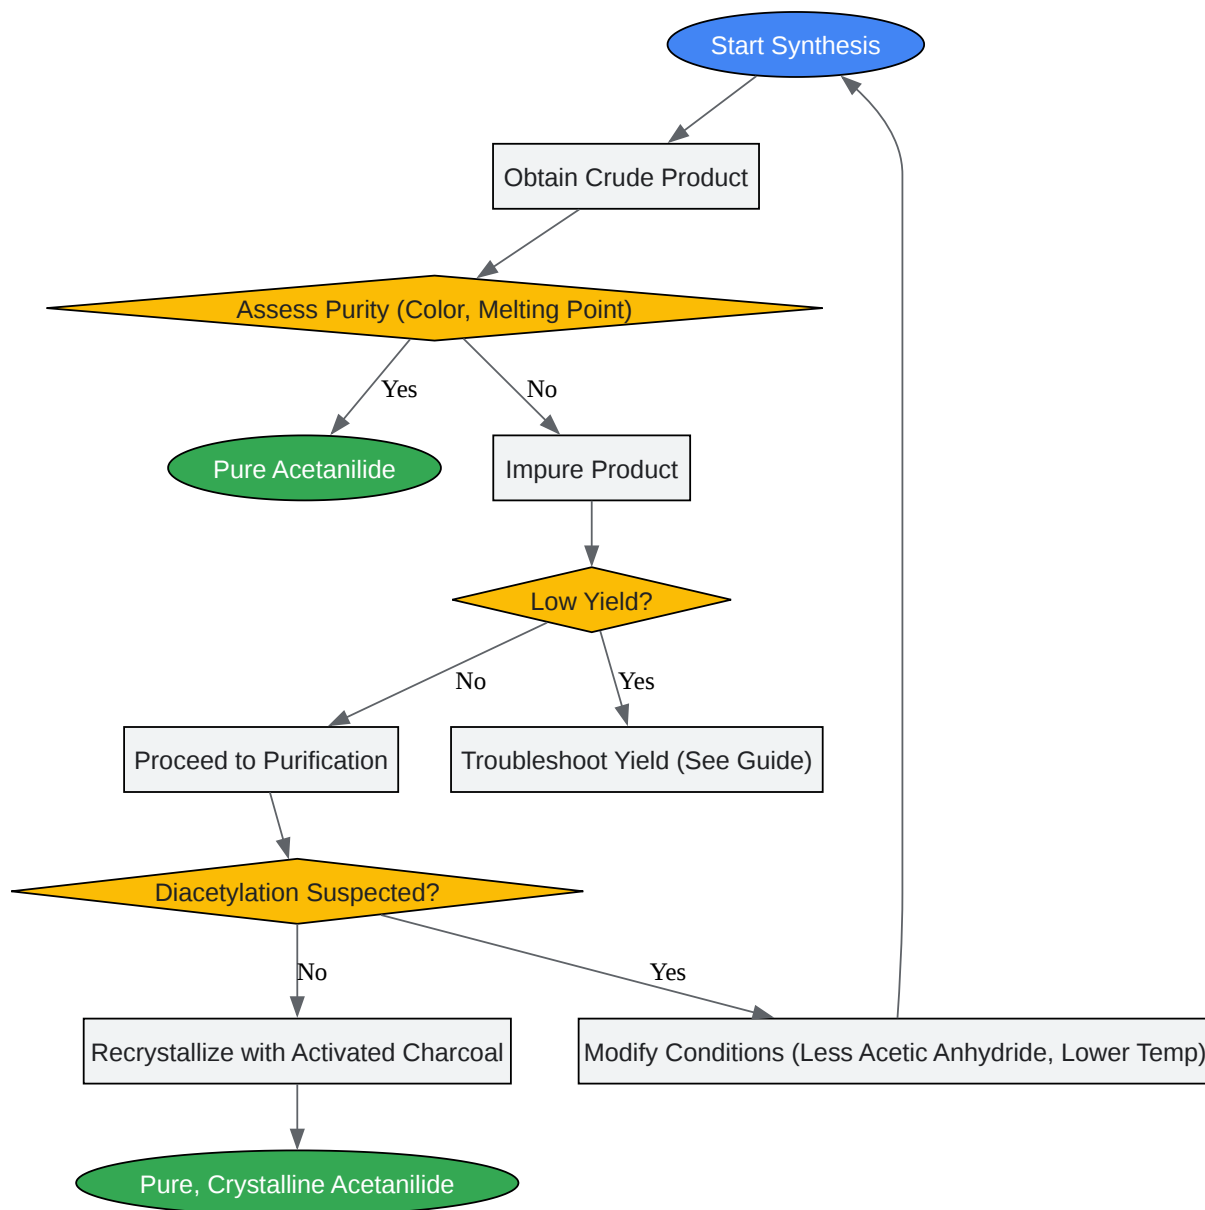 Start Synthesis
Obtain Crude Product
Assess Purity (Color, Melting Point)
Yes
No
Pure Acetanilide
Impure Product
Low Yield?
No
Yes
Proceed to Purification
Troubleshoot Yield (See Guide)
Diacetylation Suspected?
No
Yes
Recrystallize with Activated Charcoal
Modify Conditions (Less Acetic Anhydride, Lower Temp)
Pure, Crystalline Acetanilide